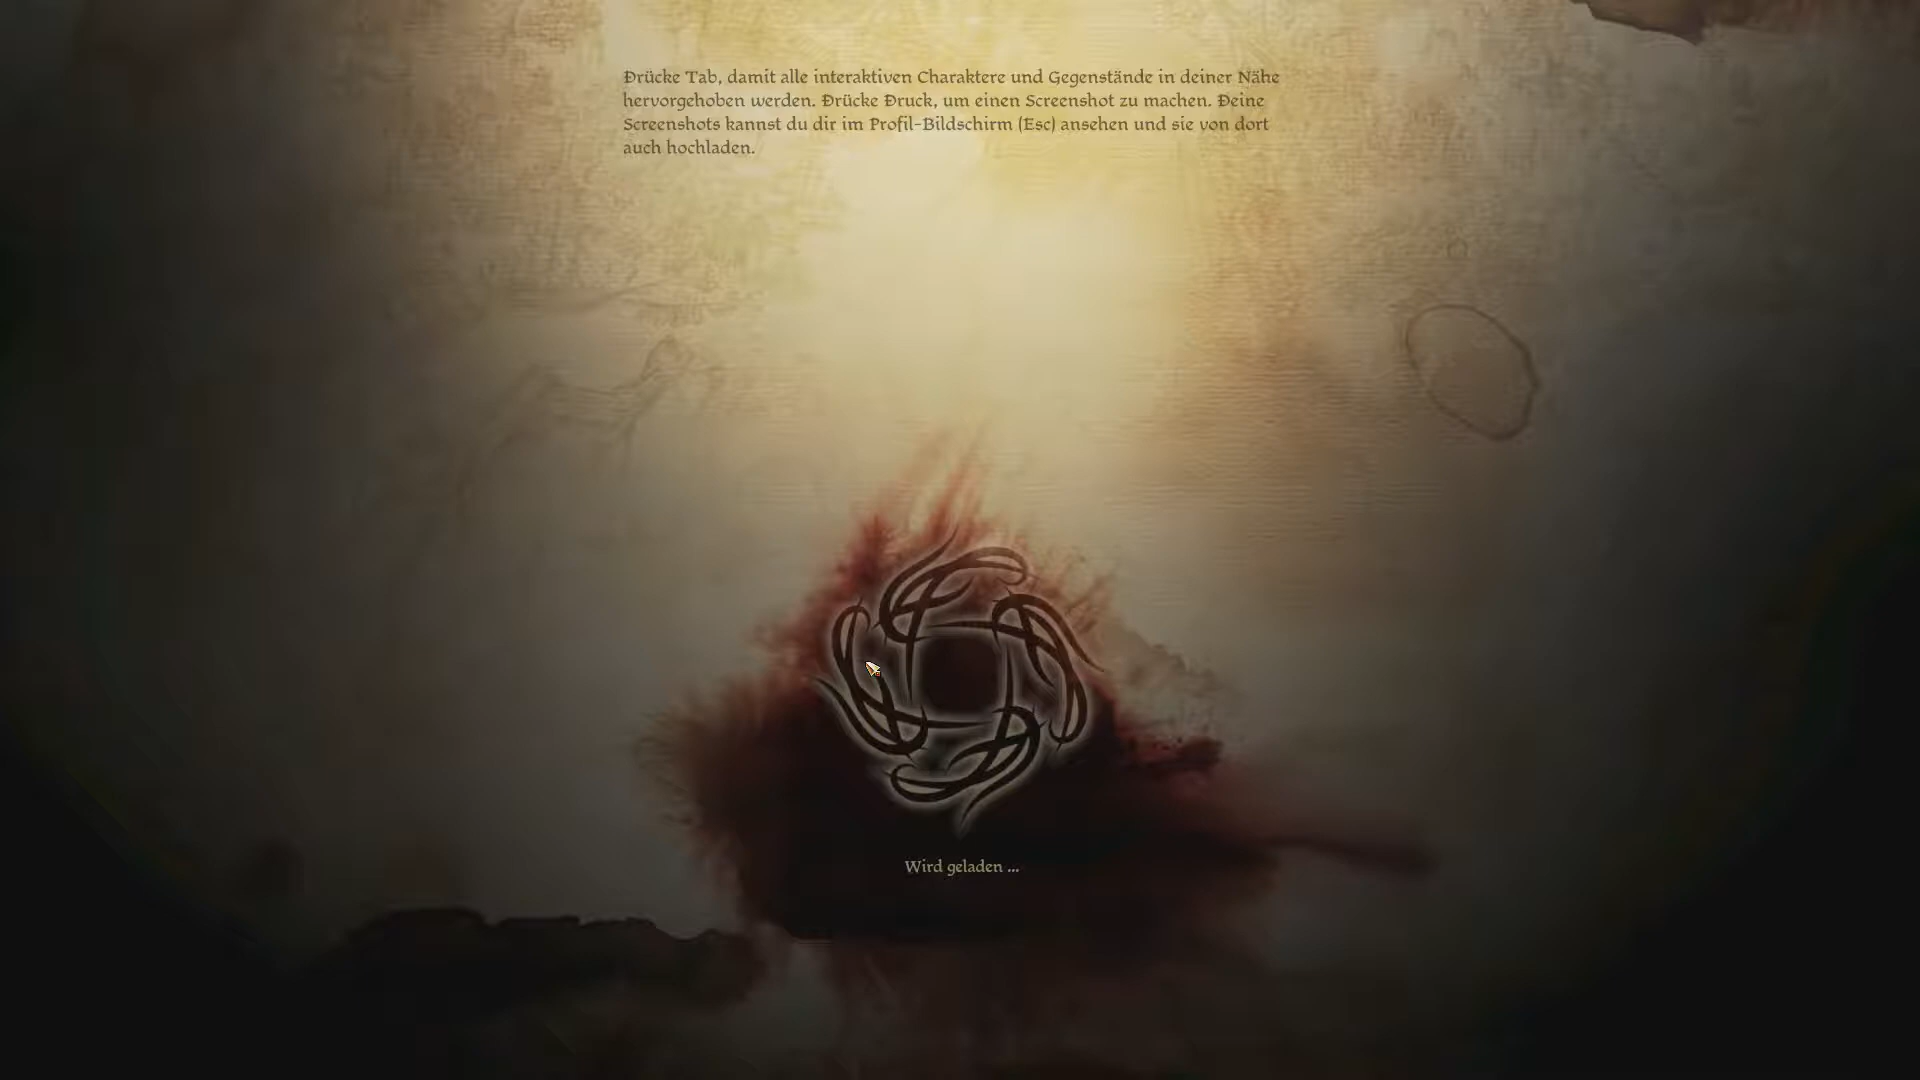 Drücke Tab, damit alle interaktiven Charaktere und Gegenstände in deiner Nähe
hervorgehoben werden. Drücke Druck, um einen Screenshot zu machen. Deine
Screenshots kannst du dir im Profil-Bildschirm (Esc) ansehen und sie von dort
auch hochladen.
Wird geladen ...